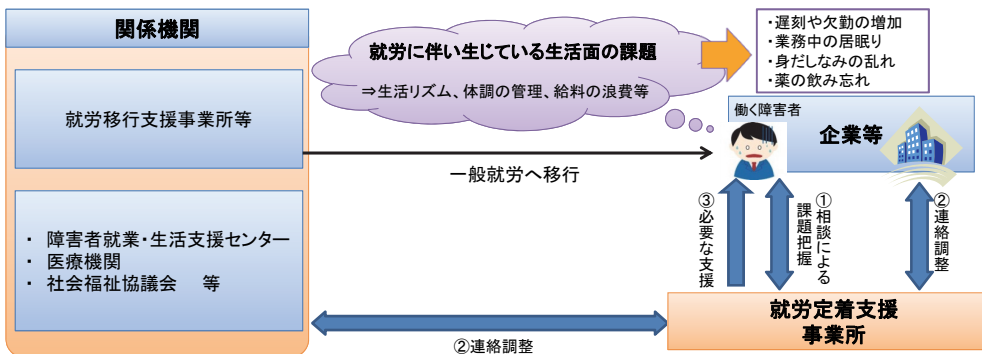 関係機関
就労移行支援事業所等
・ 障害者就業・生活支援センター
・ 医療機関
・ 社会福祉協議会 等
就労に伴い生じている生活面の課題
⇒生活リズム、体調の管理、給料の浪費等
・遅刻や欠勤の増加
・業務中の居眠り
・身だしなみの乱れ
・薬の飲み忘れ
働く障害者
企業等
一般就労へ移行
③必要な支援
①相談による
課題把握
②連絡調整
就労定着支援
事業所
②連絡調整